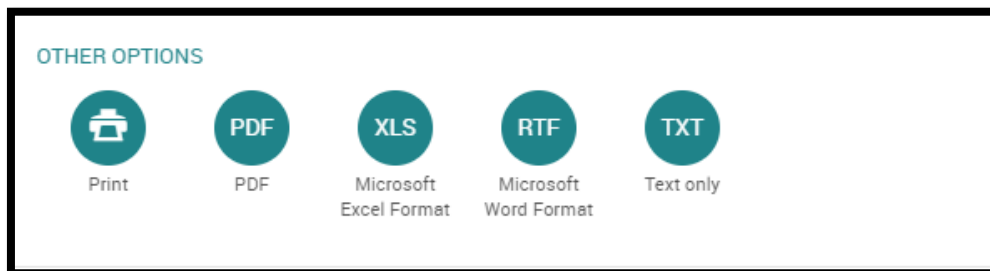 OTHER OPTIONS
PDF XLS RTF TXT
Print PDF Microsoft Microsoft Text only
Excel Format Word Format